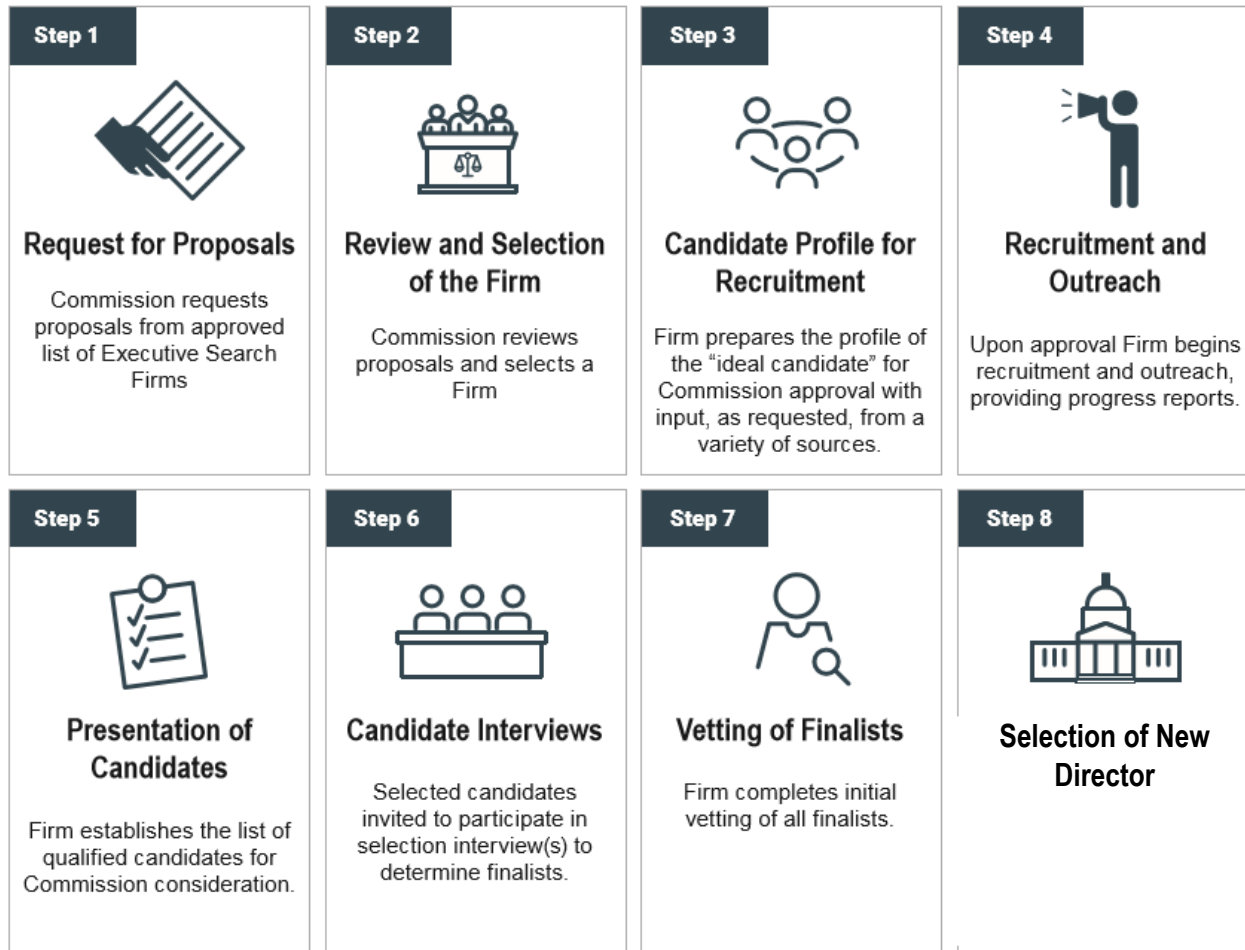 Step 1
Request for Proposals
Commission requests
proposals from approved
list of Executive Search
Firms
Step 2
Review and Selection
of the Firm
Commission reviews
proposals and selects a
Firm
Step 3
Candidate Profile for
Recruitment
Firm prepares the profile of
the “ideal candidate” for
Commission approval with
input, as requested, from a
variety of sources.
Step 4
Recruitment and
Outreach
Upon approval Firm begins
recruitment and outreach,
providing progress reports.
Step 5
Presentation of
Candidates
Firm establishes the list of
qualified candidates for
Commission consideration.
Step 6
Candidate Interviews
Selected candidates
invited to participate in
selection interview(s) to
determine finalists.
Step 7
Vetting of Finalists
Firm completes initial
vetting of all finalists.
Step 8
Selection of New
Director